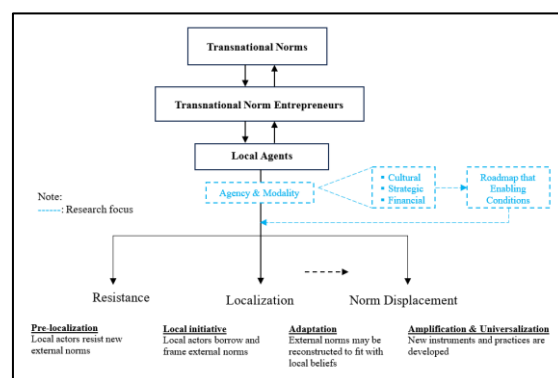 Transnational Norms
Transnational Norm Entrepreneurs
Local Agents
Agency & Modality
• Cultural
• Strategic
• Financial
Roadmap that
Enabling
Conditions
Note:
------: Research focus
Resistance
Localization
Norm Displacement
Pre-localization
Local actors resist new
external norms
Local initiative
Local actors borrow and
frame external norms
Adaptation
External norms may be
reconstructed to fit with
local beliefs
Amplification & Universalization
New instruments and practices are
developed